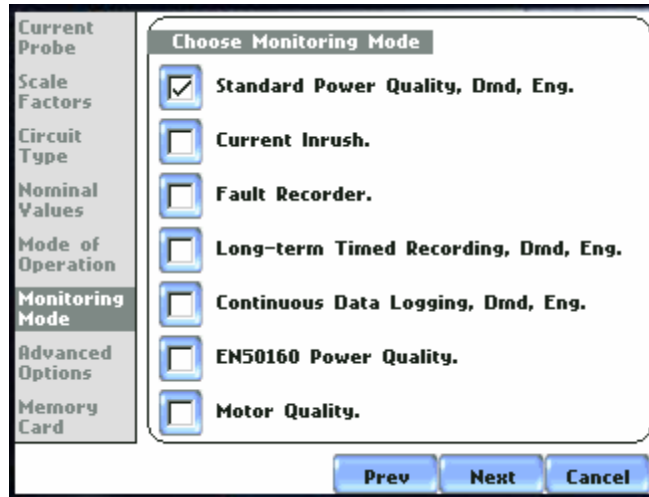 Current
Probe
Scale
Factors
Circuit
Type
Nominal
Values
Mode of
Operation
Monitoring
Mode
Advanced
Options
Memory
Card
Choose Monitoring Mode
Standard Power Quality, Dmd, Eng.
Current Inrush.
Fault Recorder.
Long-term Timed Recording, Dmd, Eng.
Continuous Data Logging, Dmd, Eng.
EN50160 Power Quality.
Motor Quality.
Prev Next Cancel